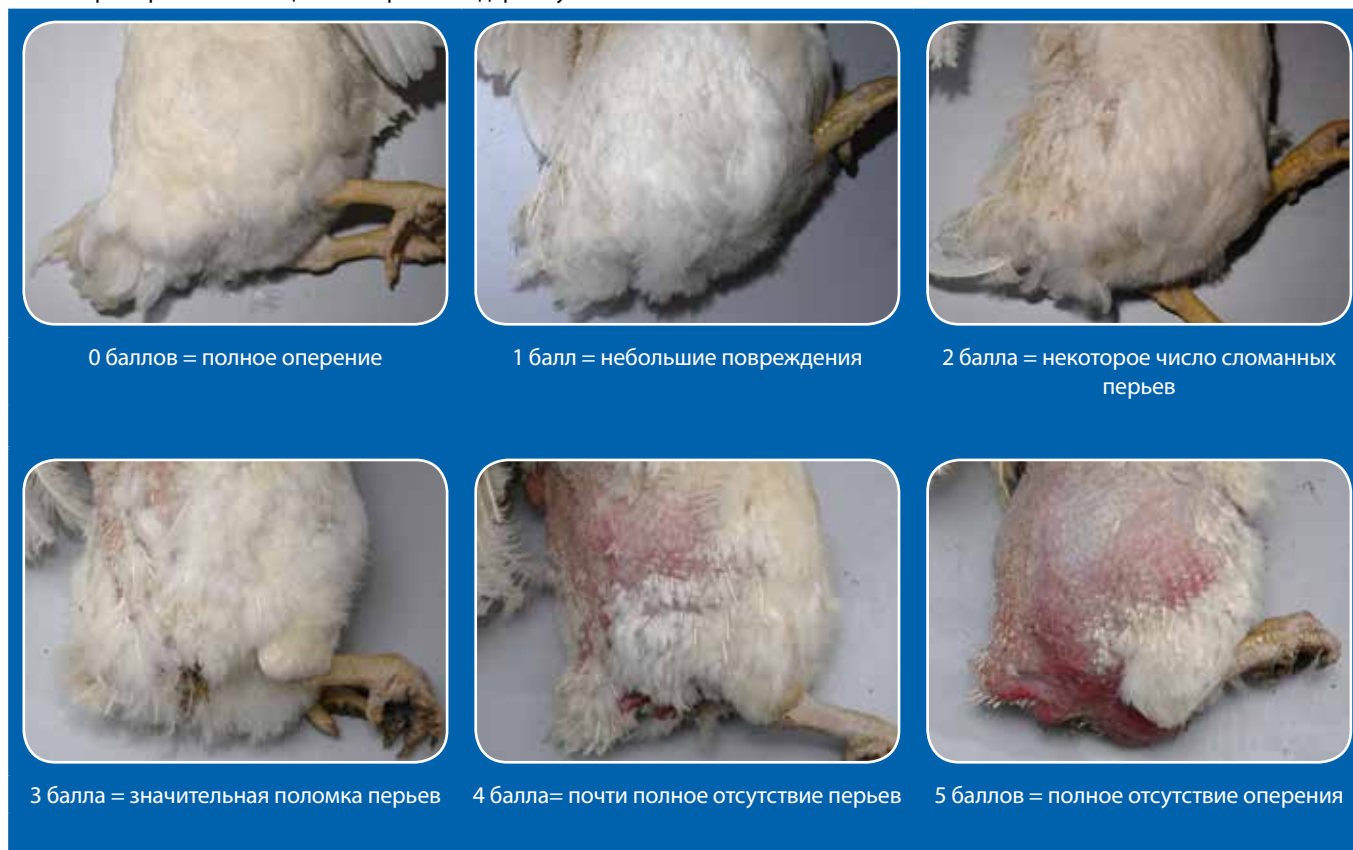 0 баллов = полное оперение
1 балл = небольшие повреждения
2 балла = некоторое число сломанных
перьев
3 балла = значительная поломка перьев
4 балла= почти полное отсутствие перьев
5 баллов = полное отсутствие оперения